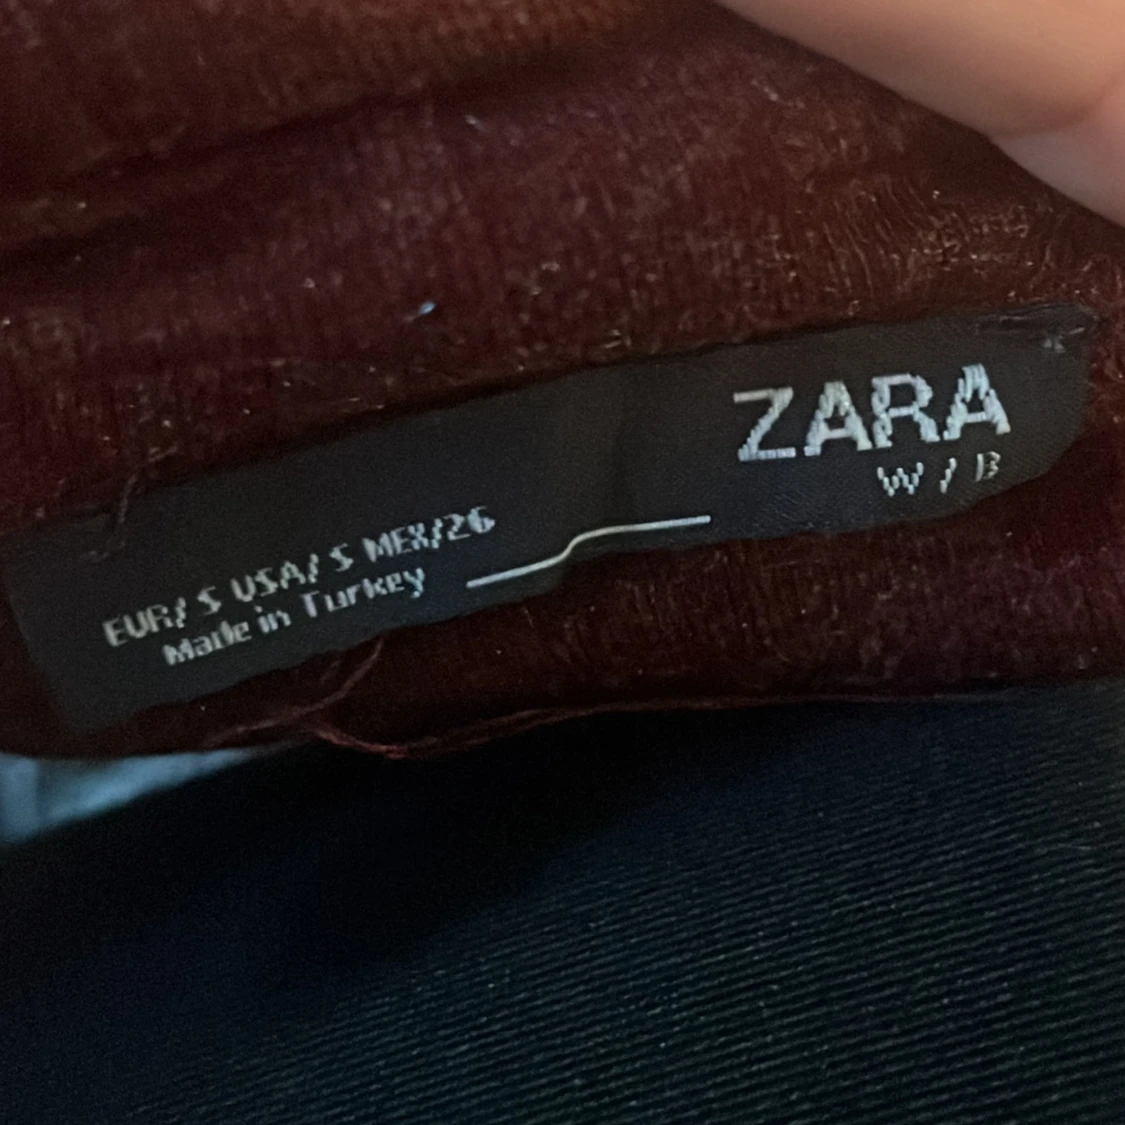 ZARA
W / B
EUR/ S USA/ S MEX/26
Made in Turkey